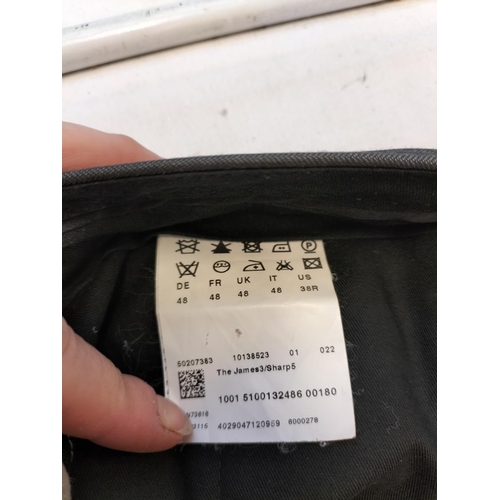 DE FR UK IT US
48 48 48 48 38R
50207383 10138523 01 022
The James3/Sharp5
1001 5100132486 00180
4029047120969 6000276